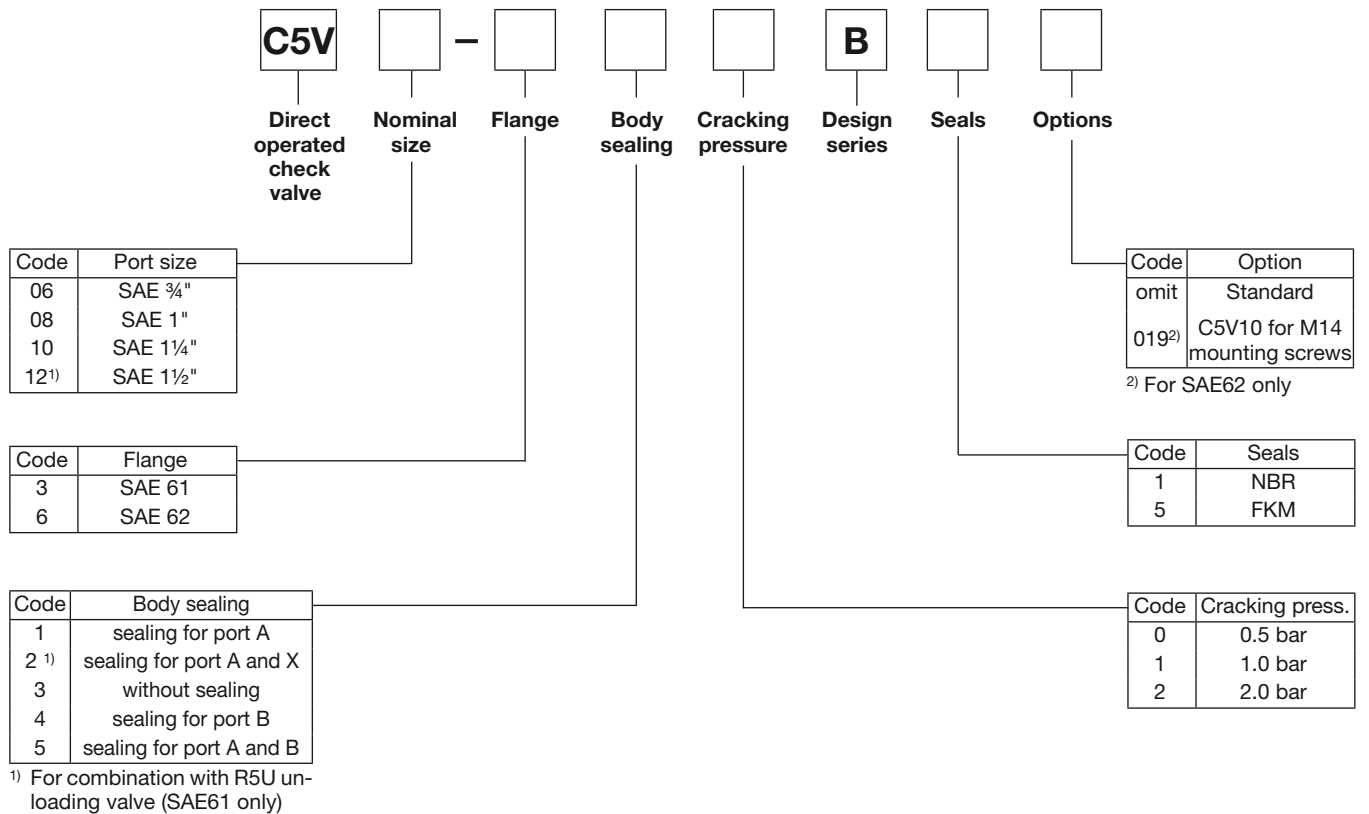 C5V – B
Direct operated check valve
Nominal size
Flange
Body sealing
Cracking pressure
Design series
Seals
Options
Code Port size
06 SAE ¾"
08 SAE 1"
10 SAE 1¼"
12¹⁾ SAE 1½"
Code Flange
3 SAE 61
6 SAE 62
Code Body sealing
1 sealing for port A
2 ¹⁾ sealing for port A and X
3 without sealing
4 sealing for port B
5 sealing for port A and B
¹⁾ For combination with R5U un-
loading valve (SAE61 only)
Code Option
omit Standard
019²⁾ C5V10 for M14
mounting screws
²⁾ For SAE62 only
Code Seals
1 NBR
5 FKM
Code Cracking press.
0 0.5 bar
1 1.0 bar
2 2.0 bar